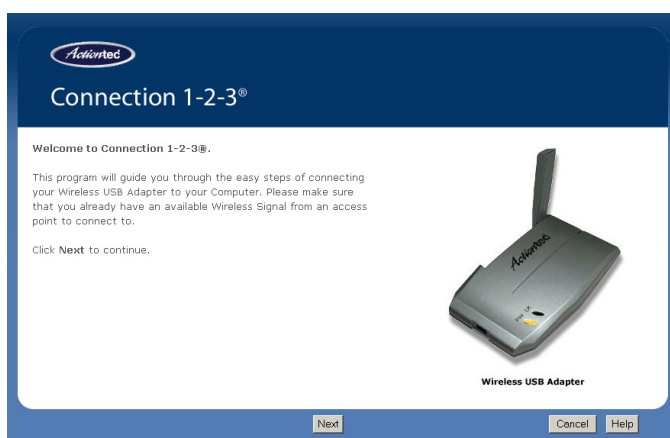 Actiontec
Connection 1-2-3®
Welcome to Connection 1-2-3®.
This program will guide you through the easy steps of connecting
your Wireless USB Adapter to your Computer. Please make sure
that you already have an available Wireless Signal from an access
point to connect to.
Click Next to continue.
Actiontec
PW LK
Wireless USB Adapter
Next
Cancel
Help